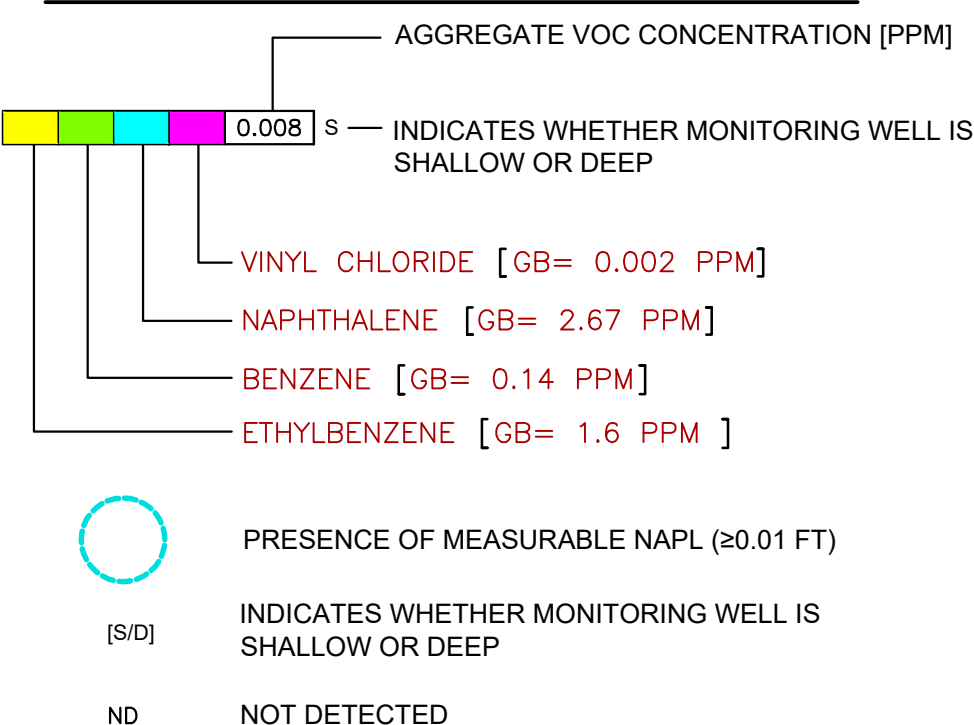 AGGREGATE VOC CONCENTRATION [PPM]
0.008 S INDICATES WHETHER MONITORING WELL IS
SHALLOW OR DEEP
VINYL CHLORIDE [GB= 0.002 PPM]
NAPHTHALENE [GB= 2.67 PPM]
BENZENE [GB= 0.14 PPM]
ETHYLBENZENE [GB= 1.6 PPM ]
PRESENCE OF MEASURABLE NAPL (≥0.01 FT)
[S/D] INDICATES WHETHER MONITORING WELL IS
SHALLOW OR DEEP
ND NOT DETECTED